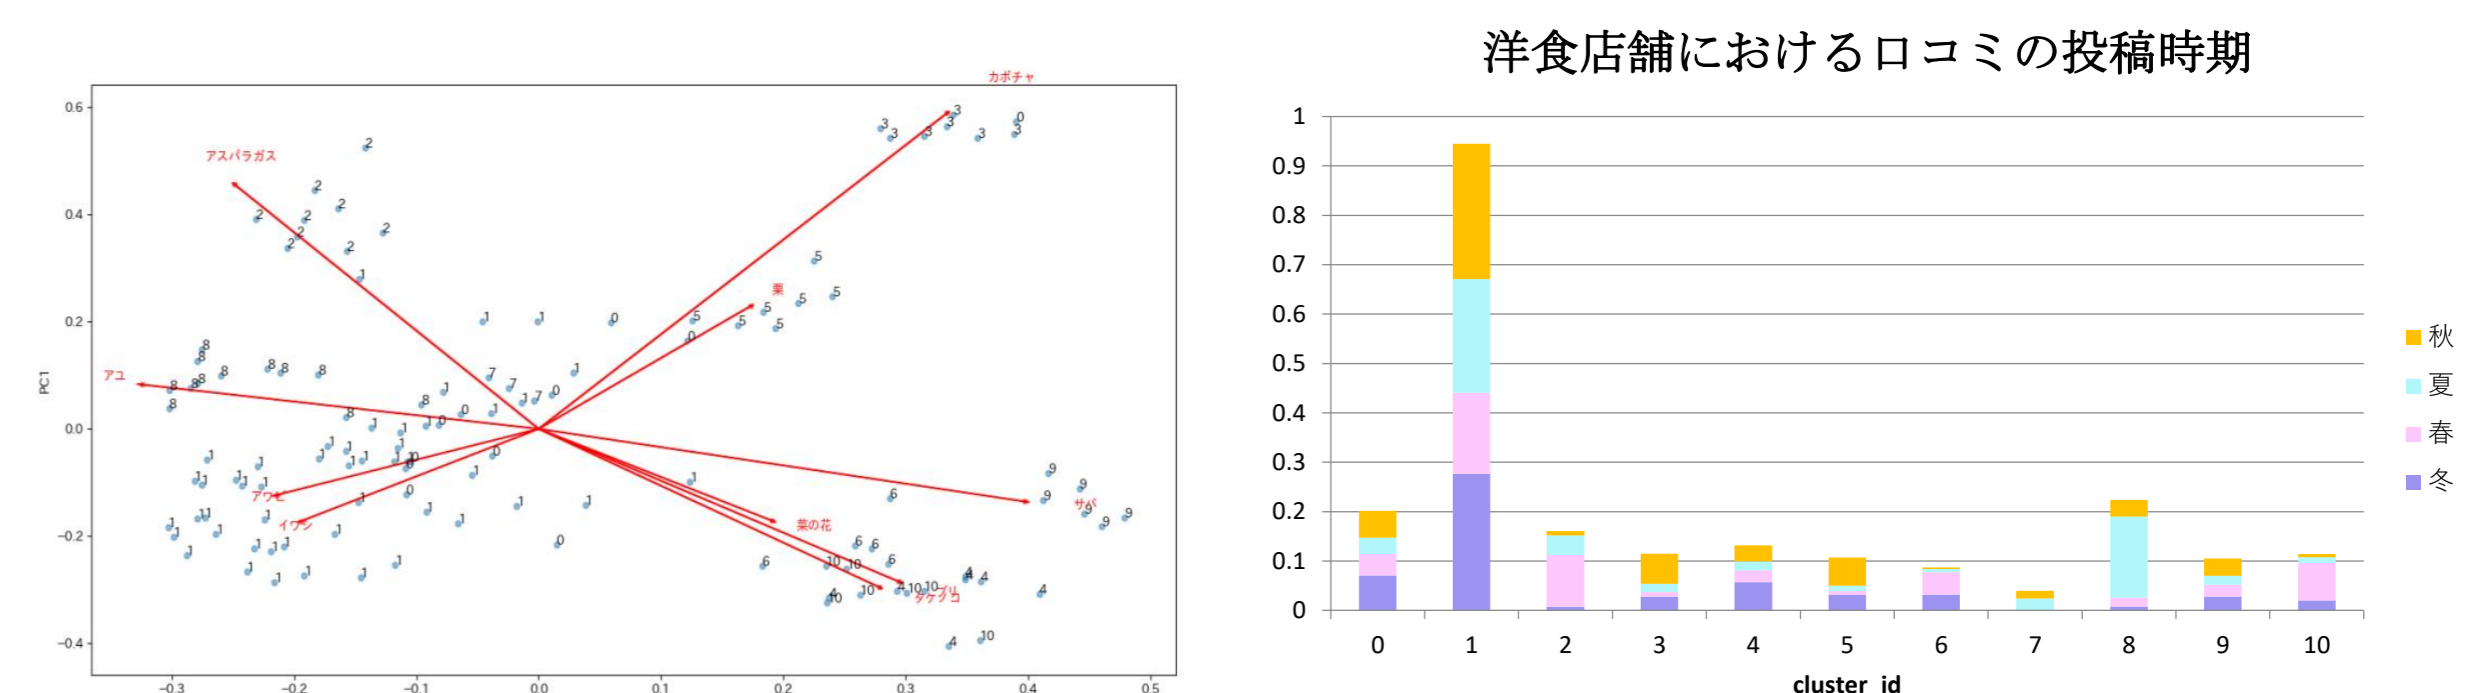 洋食店舗における口コミの投稿時期
カボチャ
アスパラガス
栗
アユ
アワビ
イワシ
サバ
菜の花
ブリ
タケノコ
PC1
0.6
0.4
0.2
0.0
−0.2
−0.4
−0.3 −0.2 −0.1 0.0 0.1 0.2 0.3 0.4 0.5
1
0.9
0.8
0.7
0.6
0.5
0.4
0.3
0.2
0.1
0
0 1 2 3 4 5 6 7 8 9 10
cluster_id
秋
夏
春
冬